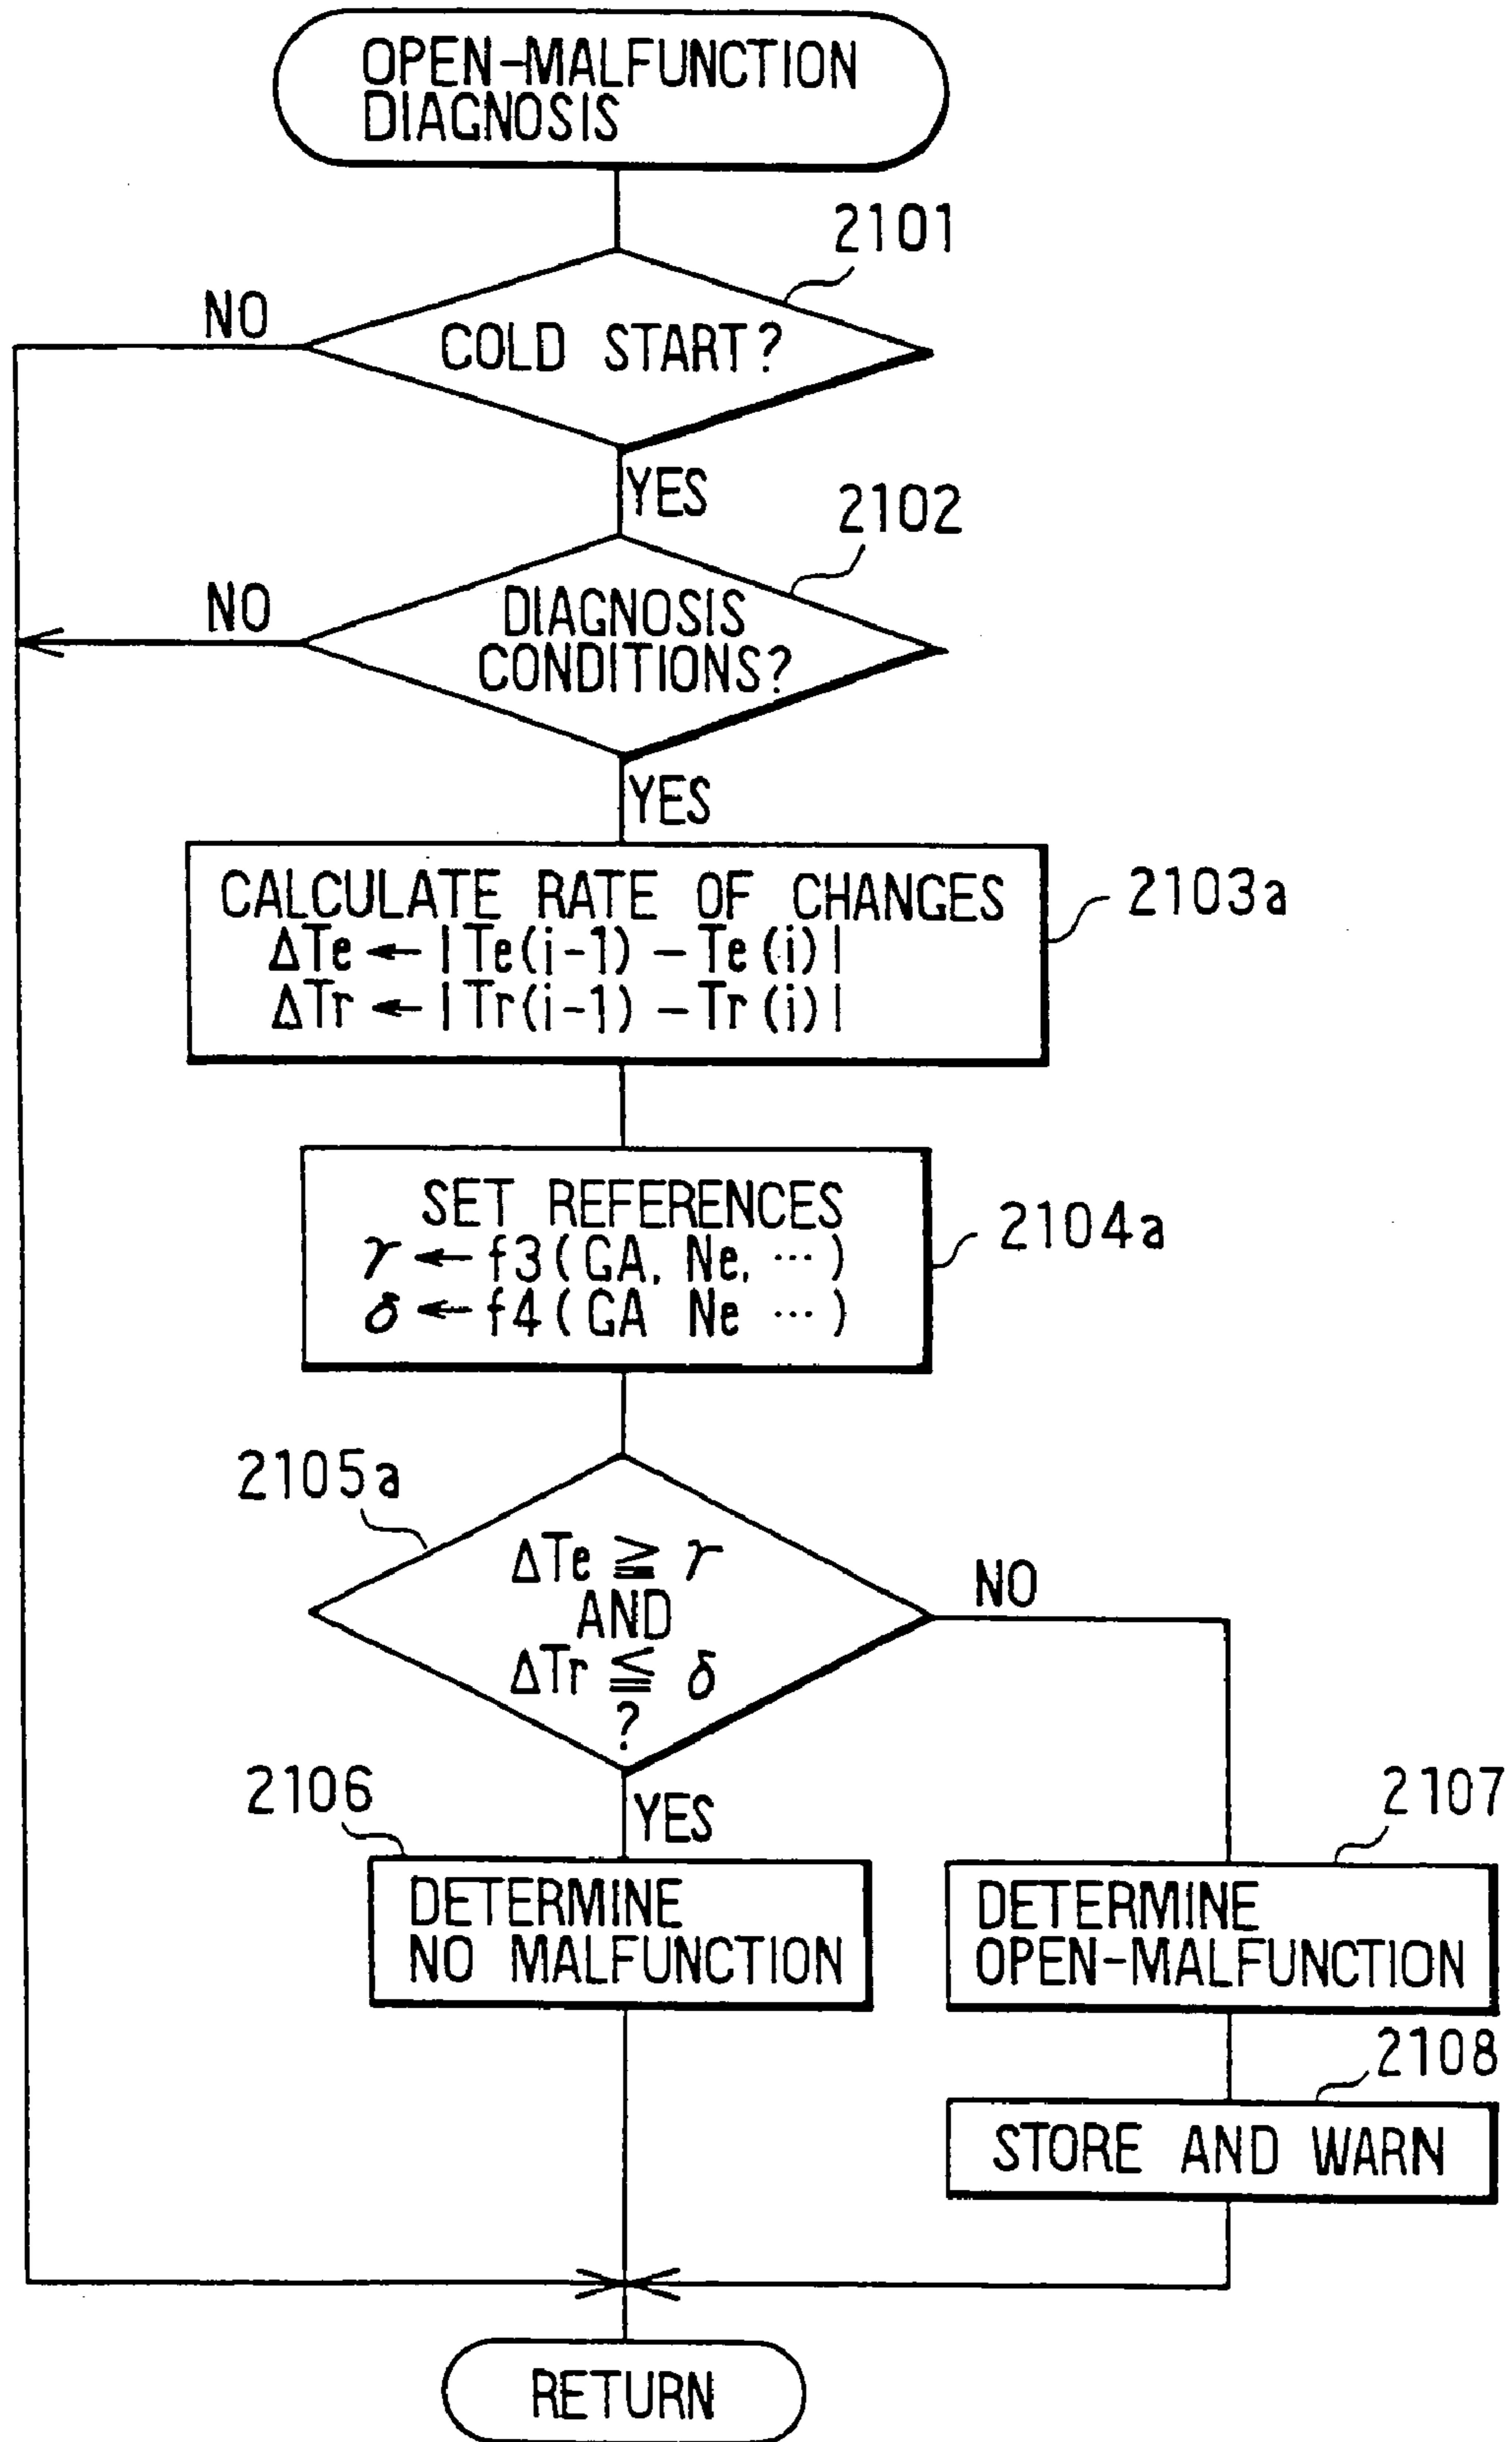 OPEN-MALFUNCTION
DIAGNOSIS
2101
NO
COLD START?
YES
2102
NO
DIAGNOSIS
CONDITIONS?
YES
CALCULATE RATE OF CHANGES
2103a
ΔTe ← |Te(i-1) - Te(i)|
ΔTr ← |Tr(i-1) - Tr(i)|
SET REFERENCES
2104a
γ ← f3(GA, Ne, ⋯)
δ ← f4(GA Ne ⋯)
2105a
ΔTe ≧ γ
NO
AND
ΔTr ≦ δ
?
2106
YES
2107
DETERMINE
NO MALFUNCTION
DETERMINE
OPEN-MALFUNCTION
2108
STORE AND WARN
RETURN